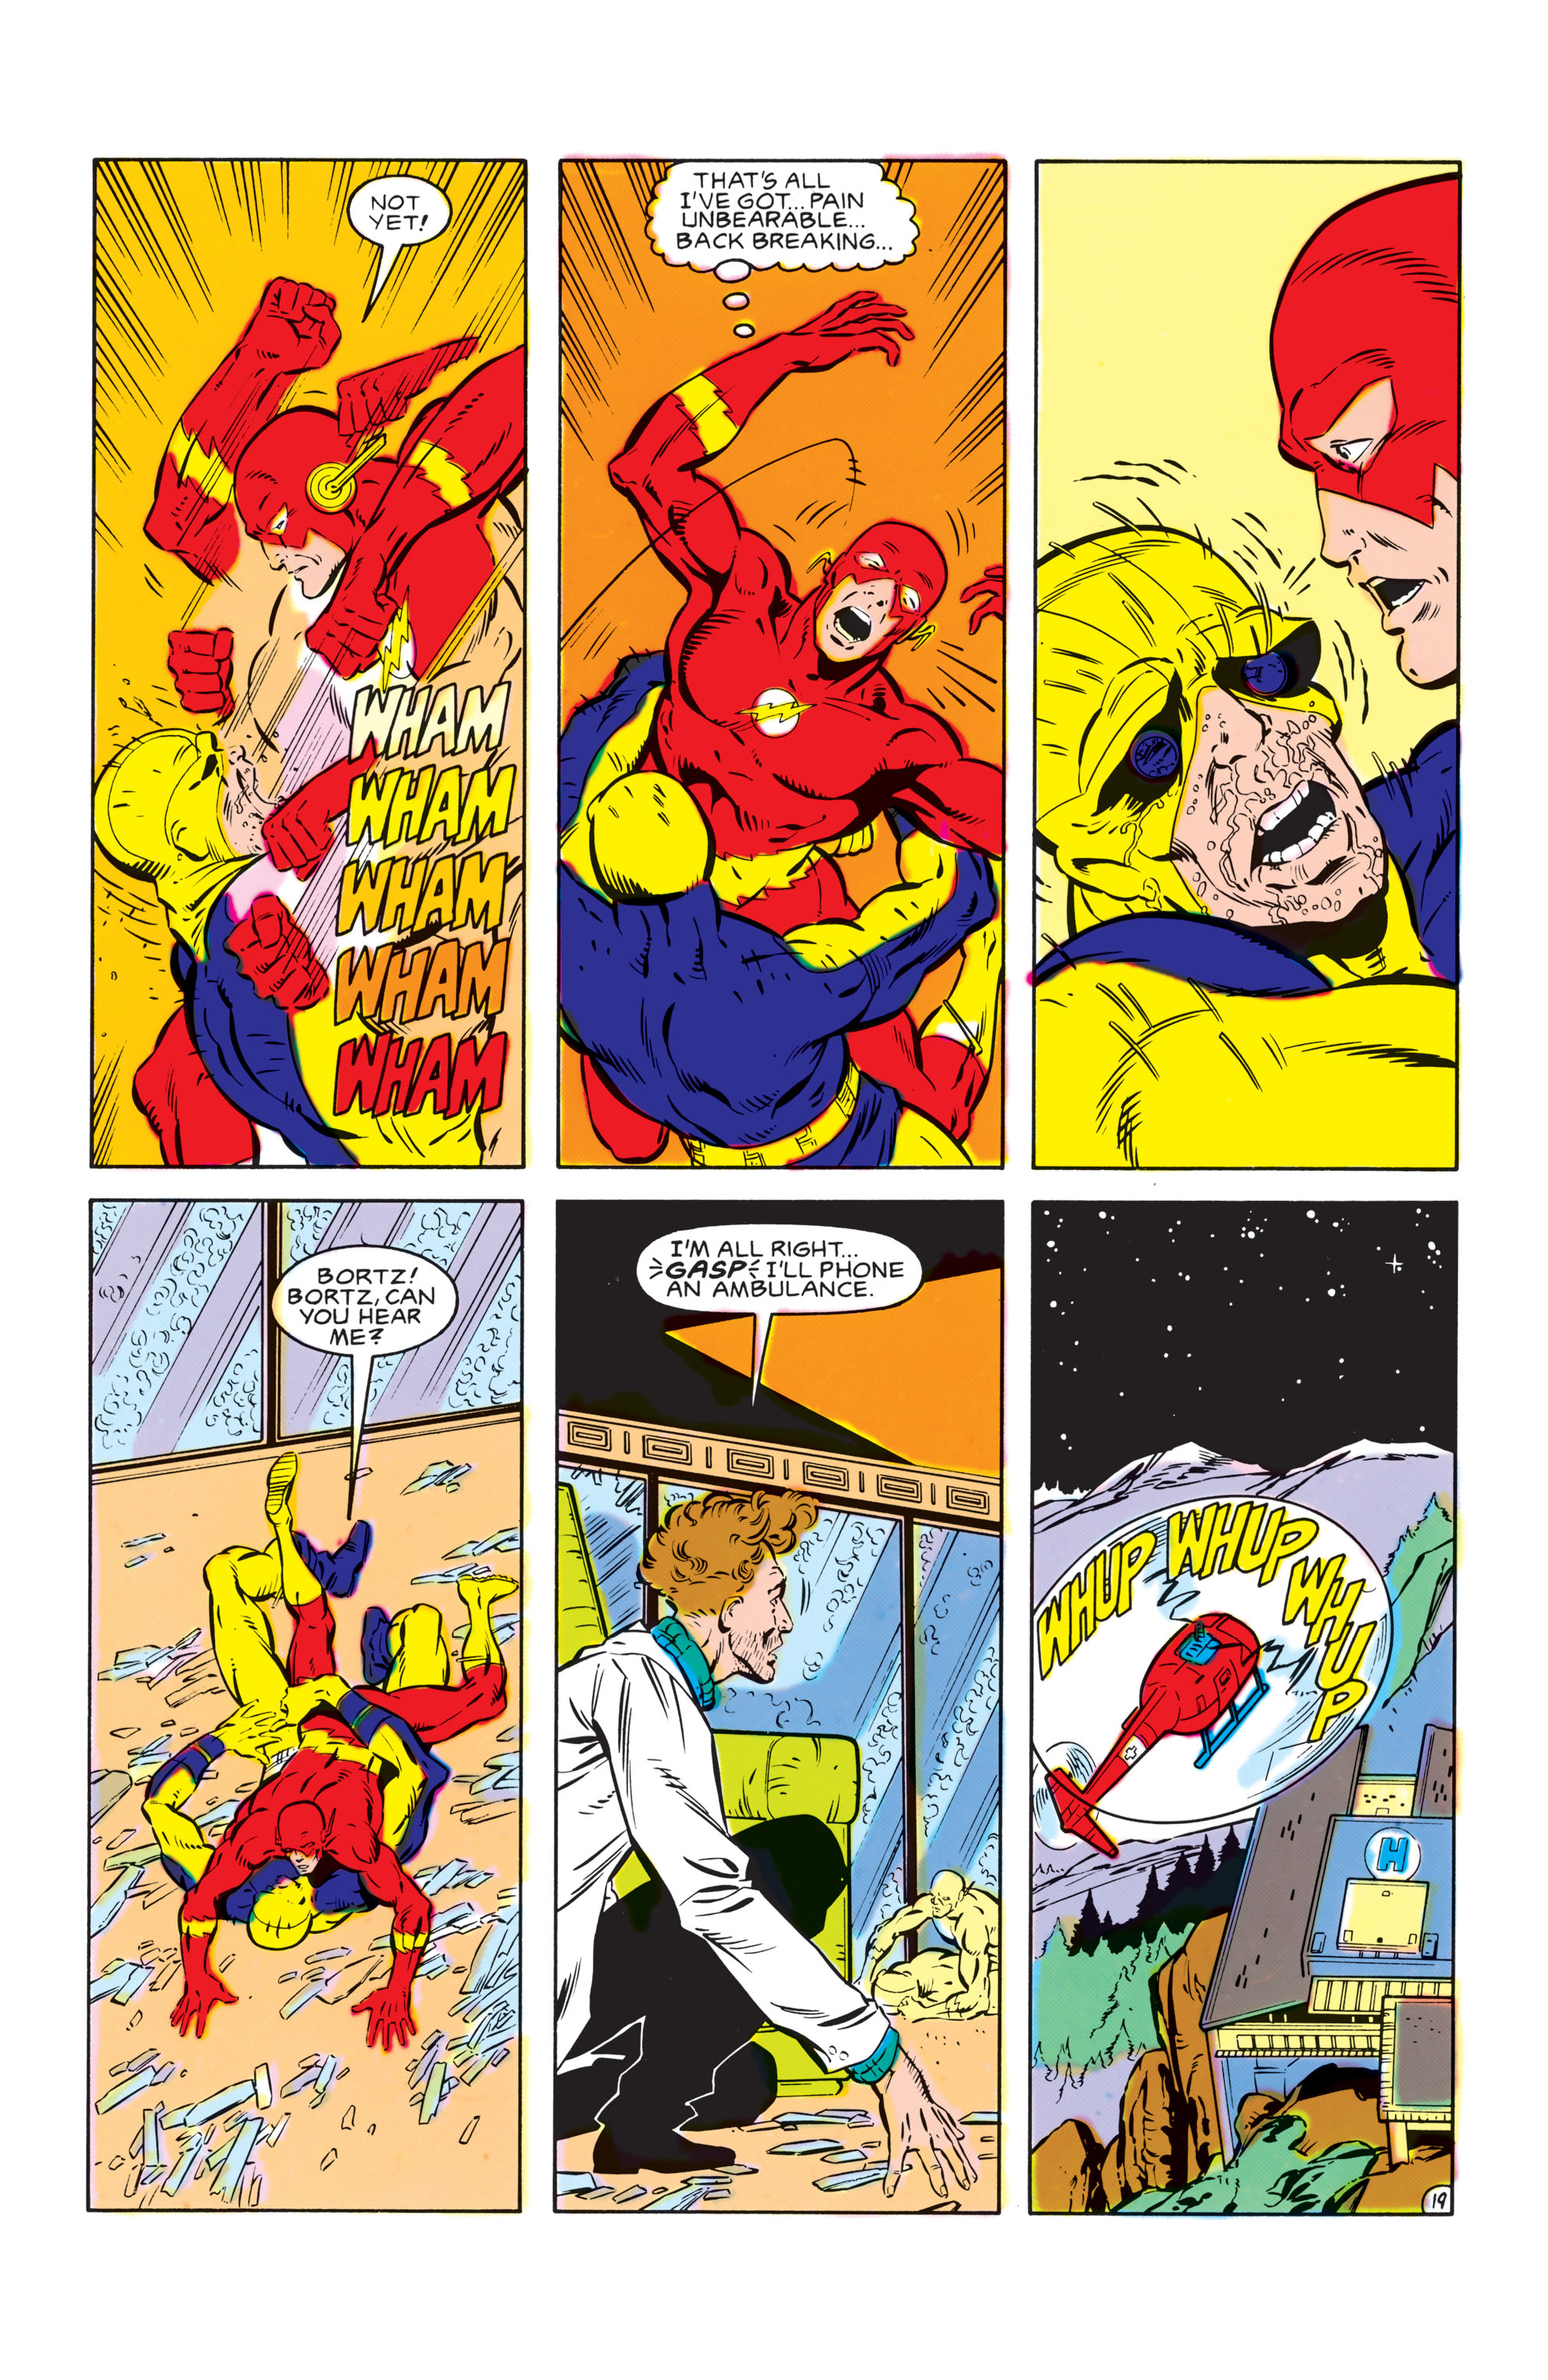 NOT
YET!
WHAM
WHAM
WHAM
WHAM
WHAM
THAT'S ALL
I'VE GOT... PAIN
UNBEARABLE...
BACK BREAKING...
BORTZ!
BORTZ, CAN
YOU HEAR
ME?
I'M ALL RIGHT...
GASP I'LL PHONE
AN AMBULANCE.
WHUP WHUP WHUP
H
19